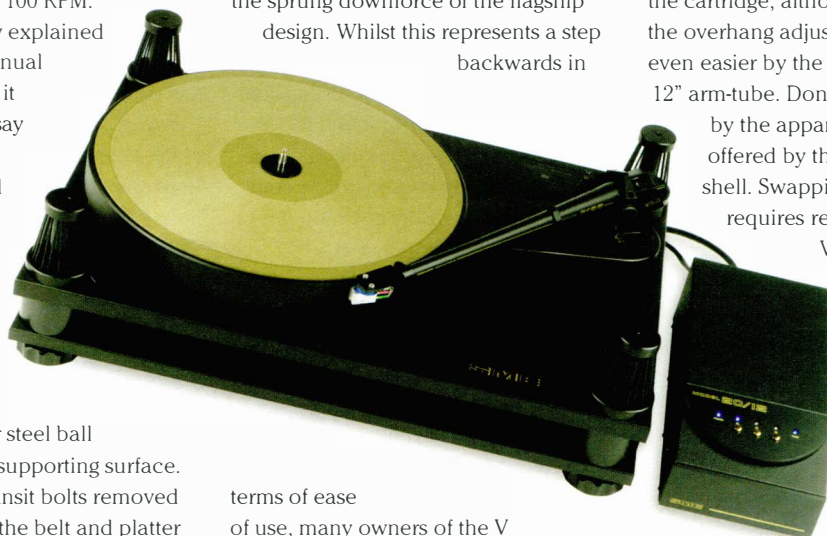 100 RPM.
y explained
nual
it
say
l
r steel ball
supporting surface.
nsit bolts removed
the belt and platter
the sprung downforce of the flagship
design. Whilst this represents a step
backwards in
terms of ease
of use, many owners of the V
the cartridge, altho
the overhang adjus
even easier by the
12” arm-tube. Don
by the appar
offered by th
shell. Swappi
requires re
V
MODEL 20/12